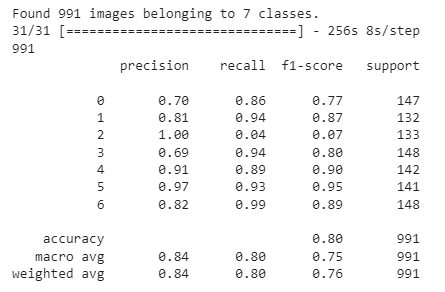 Found 991 images belonging to 7 classes.
31/31 [==============================] - 256s 8s/step
991
precision recall f1-score support
0 0.70 0.86 0.77 147
1 0.81 0.94 0.87 132
2 1.00 0.04 0.07 133
3 0.69 0.94 0.80 148
4 0.91 0.89 0.90 142
5 0.97 0.93 0.95 141
6 0.82 0.99 0.89 148
accuracy 0.80 991
macro avg 0.84 0.80 0.75 991
weighted avg 0.84 0.80 0.76 991